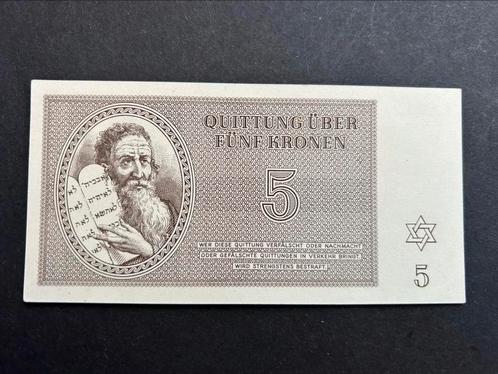 QUITTUNG ÜBER
FÜNF KRONEN
5
WER DIESE QUITTUNG VERFÄLSCHT ODER NACHMACHT
ODER GEFÄLSCHTE QUITTUNGEN IN VERKEHR BRINGT,
WIRD STRENGSTENS BESTRAFT.
5